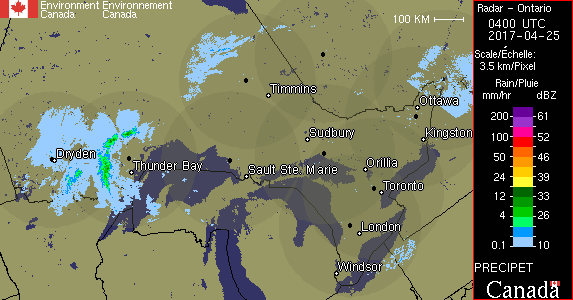 Environment Environnement
Canada Canada
100 KM
Timmins
Ottawa
Sudbury
Kingston
Dryden
Thunder Bay
Sault Ste. Marie
Orillia
Toronto
London
Windsor
Radar - Ontario
0400 UTC
2017-04-25
Scale/Échelle:
3.5 km/Pixel
Rain/Pluie
mm/hr dBZ
200 61
100 52
50 46
24 39
12 34
4 26
0.1 10
PRECIPET
Canada